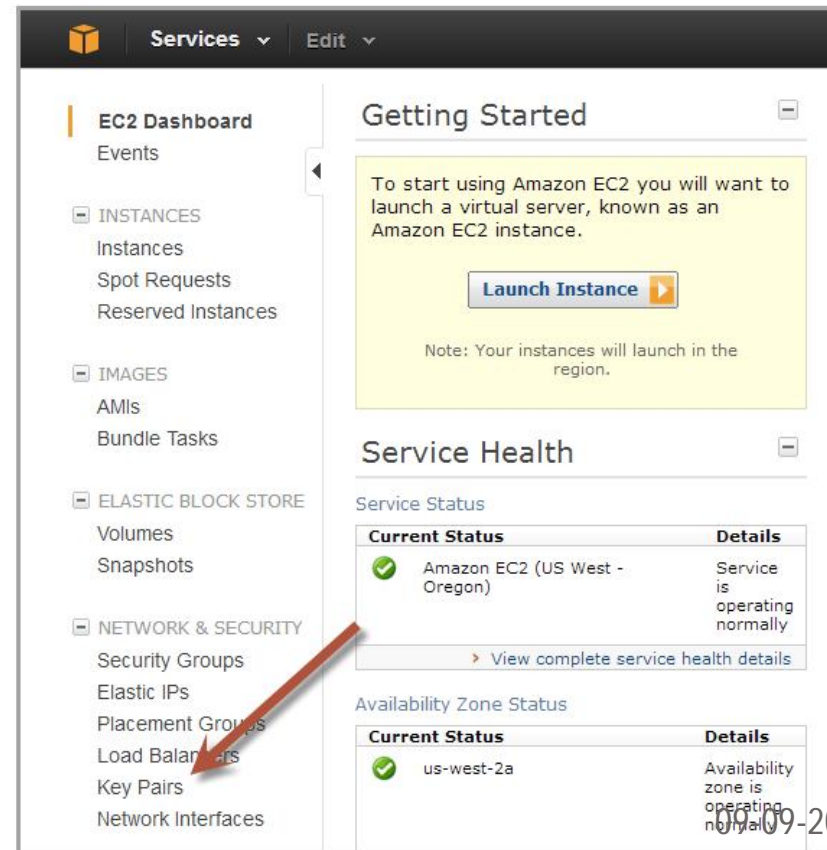 Services Edit
EC2 Dashboard
Events
INSTANCES
Instances
Spot Requests
Reserved Instances
IMAGES
AMIs
Bundle Tasks
ELASTIC BLOCK STORE
Volumes
Snapshots
NETWORK & SECURITY
Security Groups
Elastic IPs
Placement Groups
Load Balancers
Key Pairs
Network Interfaces
Getting Started
To start using Amazon EC2 you will want to
launch a virtual server, known as an
Amazon EC2 instance.
Launch Instance
Note: Your instances will launch in the
region.
Service Health
Service Status
Current Status Details
Amazon EC2 (US West - Service
Oregon) is
operating
normally
> View complete service health details
Availability Zone Status
Current Status Details
us-west-2a Availability
zone is
operating
normally
09-09-20